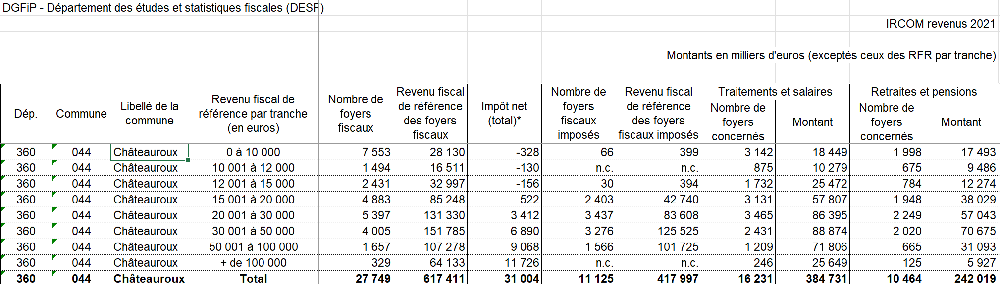 DGFiP - Département des études et statistiques fiscales (DESF)
IRCOM revenus 2021
Montants en milliers d'euros (exceptés ceux des RFR par tranche)
Dép.
Commune
Libellé de la
commune
Revenu fiscal de
référence par tranche
(en euros)
Nombre de
foyers
fiscaux
Revenu fiscal
de référence
des foyers
fiscaux
Impôt net
(total)*
Nombre de
foyers
fiscaux
imposés
Revenu fiscal
de référence
des foyers
fiscaux imposés
Traitements et salaires
Nombre de
foyers
concernés
Montant
Retraites et pensions
Nombre de
foyers
concernés
Montant
360 044 Châteauroux 0 à 10 000 7 553 28 130 -328 66 399 3 142 18 449 1 998 17 493
360 044 Châteauroux 10 001 à 12 000 1 494 16 511 -130 n.c. n.c. 875 10 279 675 9 486
360 044 Châteauroux 12 001 à 15 000 2 431 32 997 -156 30 394 1 732 25 472 784 12 274
360 044 Châteauroux 15 001 à 20 000 4 883 85 248 522 2 403 42 740 3 131 57 807 1 948 38 029
360 044 Châteauroux 20 001 à 30 000 5 397 131 330 3 412 3 437 83 608 3 465 86 395 2 249 57 043
360 044 Châteauroux 30 001 à 50 000 4 005 151 785 6 890 3 276 125 525 2 431 88 874 2 020 70 675
360 044 Châteauroux 50 001 à 100 000 1 657 107 278 9 068 1 566 101 725 1 209 71 806 665 31 093
360 044 Châteauroux + de 100 000 329 64 133 11 726 n.c. n.c. 246 25 649 125 5 927
360 044 Châteauroux Total 27 749 617 411 31 004 11 125 417 997 16 231 384 731 10 464 242 019